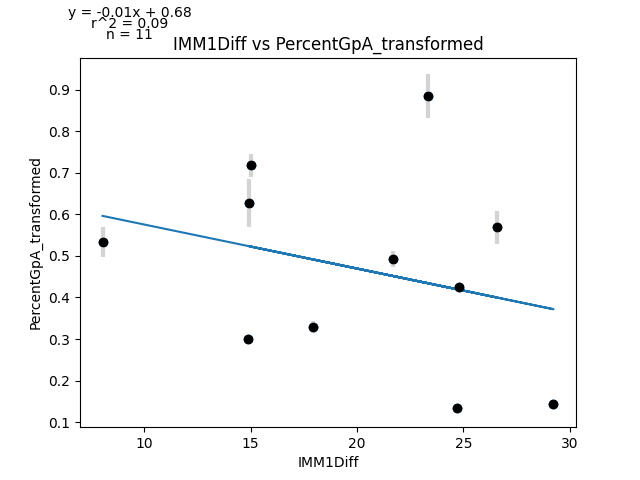 y = -0.01x + 0.68
r^2 = 0.09
n = 11
IMM1Diff vs PercentGpA_transformed
PercentGpA_transformed
0.9
0.8
0.7
0.6
0.5
0.4
0.3
0.2
0.1
10
15
20
25
30
IMM1Diff